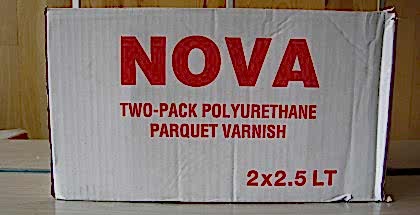 NOVA
TWO-PACK POLYURETHANE
PARQUET VARNISH
2x2.5 LT